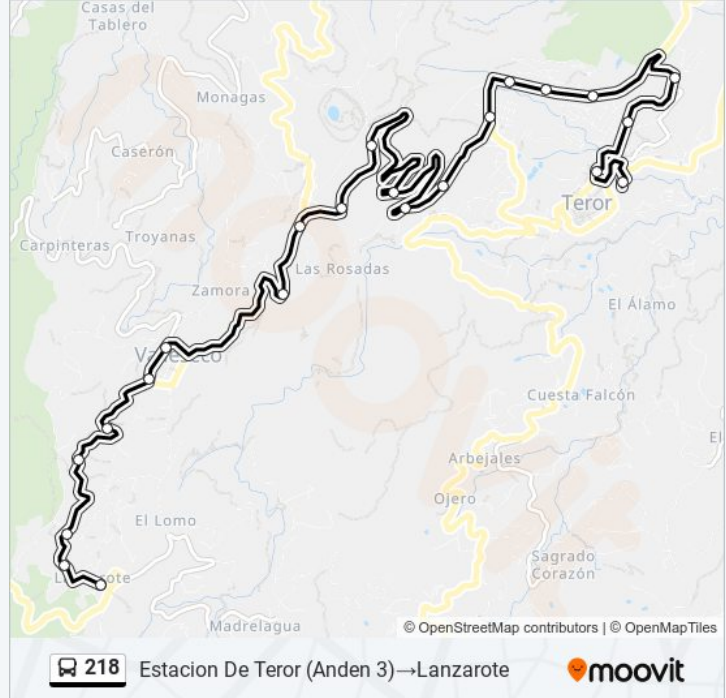 Casas del
Tablero
Monagas
Caserón
Teror
Troyanas
Carpinteras
Las Rosadas
Zamora
El Álamo
Cuesta Falcón
Arbejales
Ojero
El Lomo
Sagrado
Corazón
Madrelagua
© OpenStreetMap contributors | © OpenMapTiles
218 Estacion De Teror (Anden 3)→Lanzarote
moovit